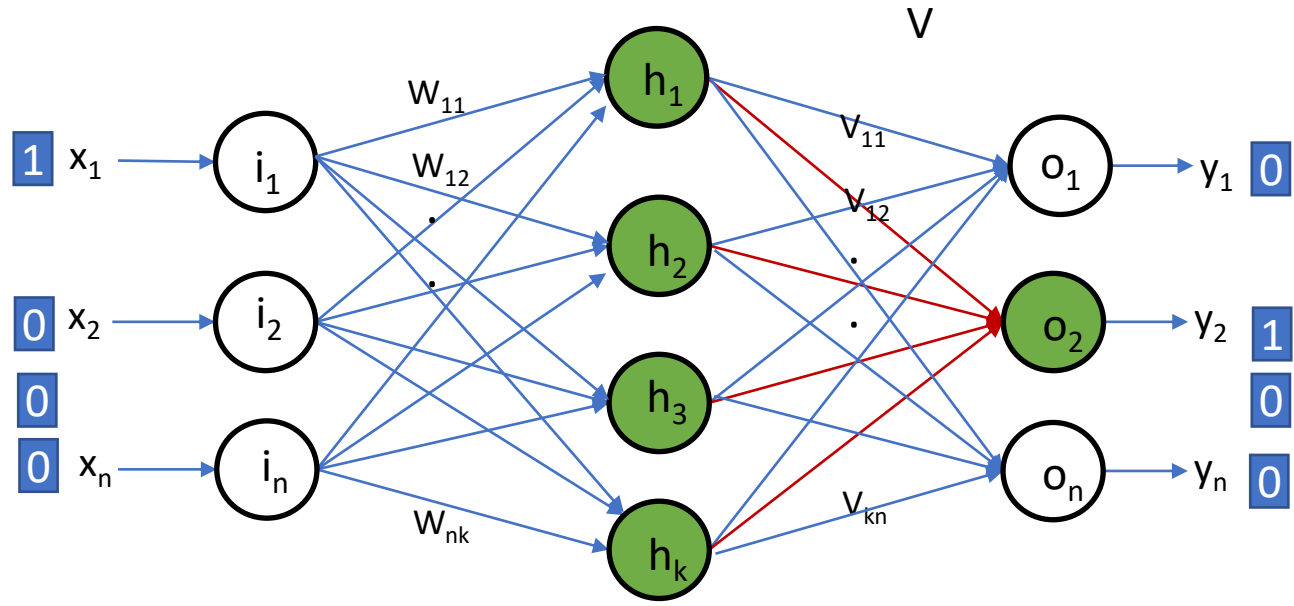 V
h₁
W₁₁
V₁₁
1 x₁ i₁ o₁ y₁ 0
W₁₂
V₁₂
.
.
h₂
.
.
0 x₂ i₂ o₂ y₂ 1
0 h₃ 0
0 xₙ iₙ oₙ yₙ 0
Wₙₖ
Vₖₙ
hₖ